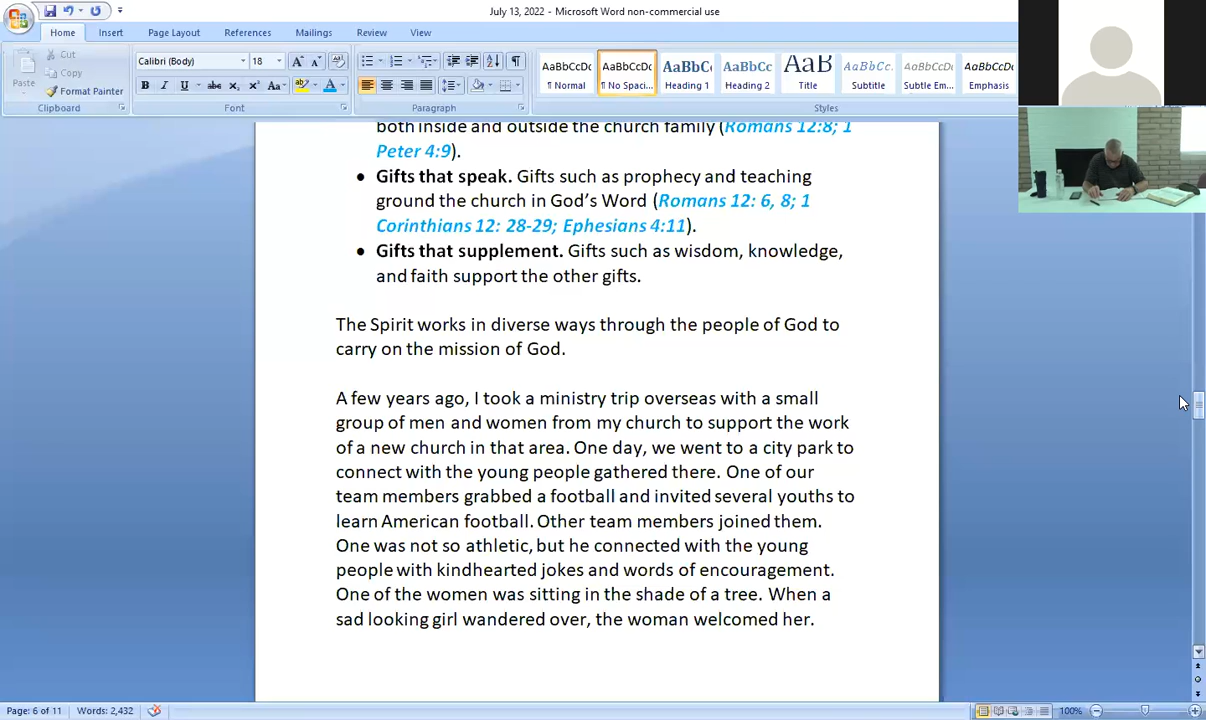 July 13, 2022 - Microsoft Word non-commercial use
Home Insert Page Layout References Mailings Review View
Paste
Cut
Copy
Format Painter
Clipboard
Calibri (Body) 18
Font
Paragraph
AaBbCcDc AaBbCcDc AaBbC AaBbCc AaB AaBbCc. AaBbCcD AaBbCcDc
¶ Normal ¶ No Spaci... Heading 1 Heading 2 Title Subtitle Subtle Em... Emphasis
Styles
both inside and outside the church family (Romans 12:8; 1
Peter 4:9).
• Gifts that speak. Gifts such as prophecy and teaching
ground the church in God’s Word (Romans 12: 6, 8; 1
Corinthians 12: 28-29; Ephesians 4:11).
• Gifts that supplement. Gifts such as wisdom, knowledge,
and faith support the other gifts.
The Spirit works in diverse ways through the people of God to
carry on the mission of God.
A few years ago, I took a ministry trip overseas with a small
group of men and women from my church to support the work
of a new church in that area. One day, we went to a city park to
connect with the young people gathered there. One of our
team members grabbed a football and invited several youths to
learn American football. Other team members joined them.
One was not so athletic, but he connected with the young
people with kindhearted jokes and words of encouragement.
One of the women was sitting in the shade of a tree. When a
sad looking girl wandered over, the woman welcomed her.
Page: 6 of 11 Words: 2,432 100%